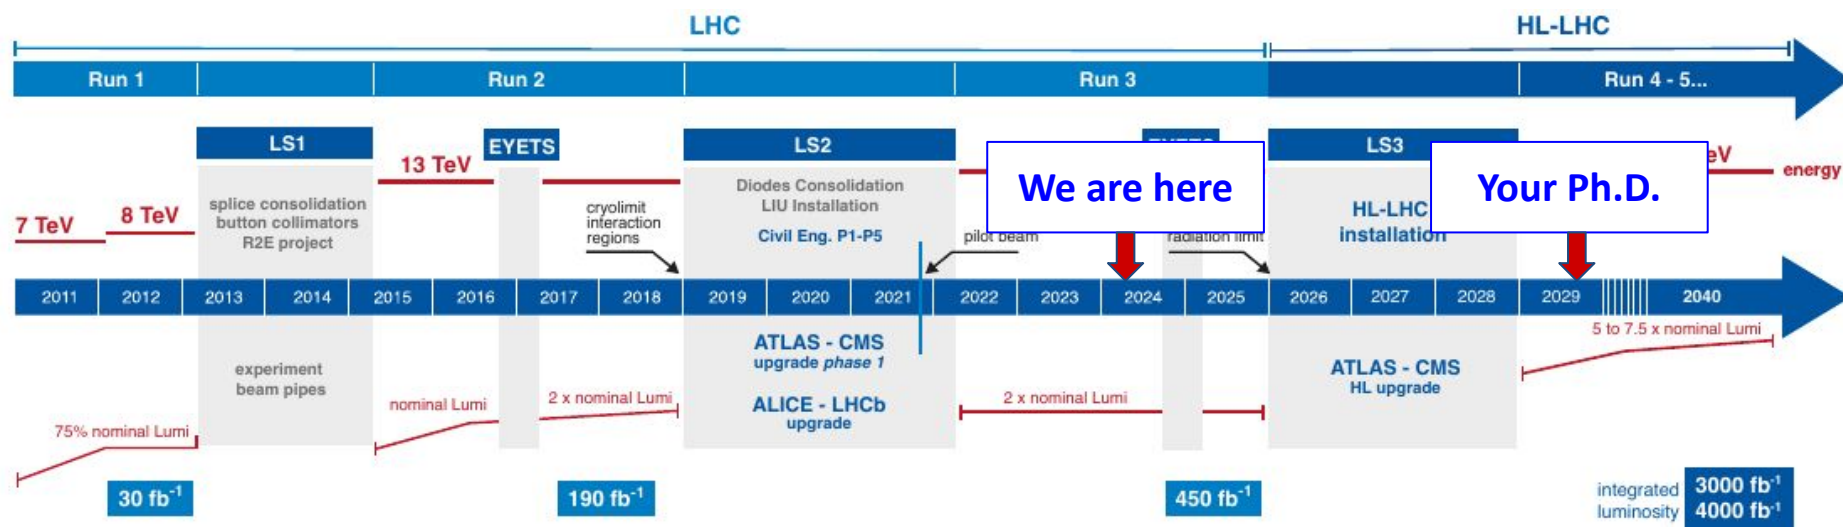 LHC
HL-LHC
Run 1
Run 2
Run 3
Run 4 - 5...
LS1
EYETS
LS2
LS3
13 TeV
eV
energy
7 TeV
8 TeV
splice consolidation
button collimators
R2E project
cryolimit
interaction
regions
Diodes Consolidation
LIU Installation
Civil Eng. P1-P5
pilot beam
We are here
radiation limit
HL-LHC
installation
Your Ph.D.
2011 2012 2013 2014 2015 2016 2017 2018 2019 2020 2021 2022 2023 2024 2025 2026 2027 2028 2029 2040
experiment
beam pipes
ATLAS - CMS
upgrade phase 1
ALICE - LHCb
upgrade
ATLAS - CMS
HL upgrade
5 to 7.5 x nominal Lumi
75% nominal Lumi
nominal Lumi
2 x nominal Lumi
2 x nominal Lumi
30 fb⁻¹
190 fb⁻¹
450 fb⁻¹
integrated
luminosity
3000 fb⁻¹
4000 fb⁻¹